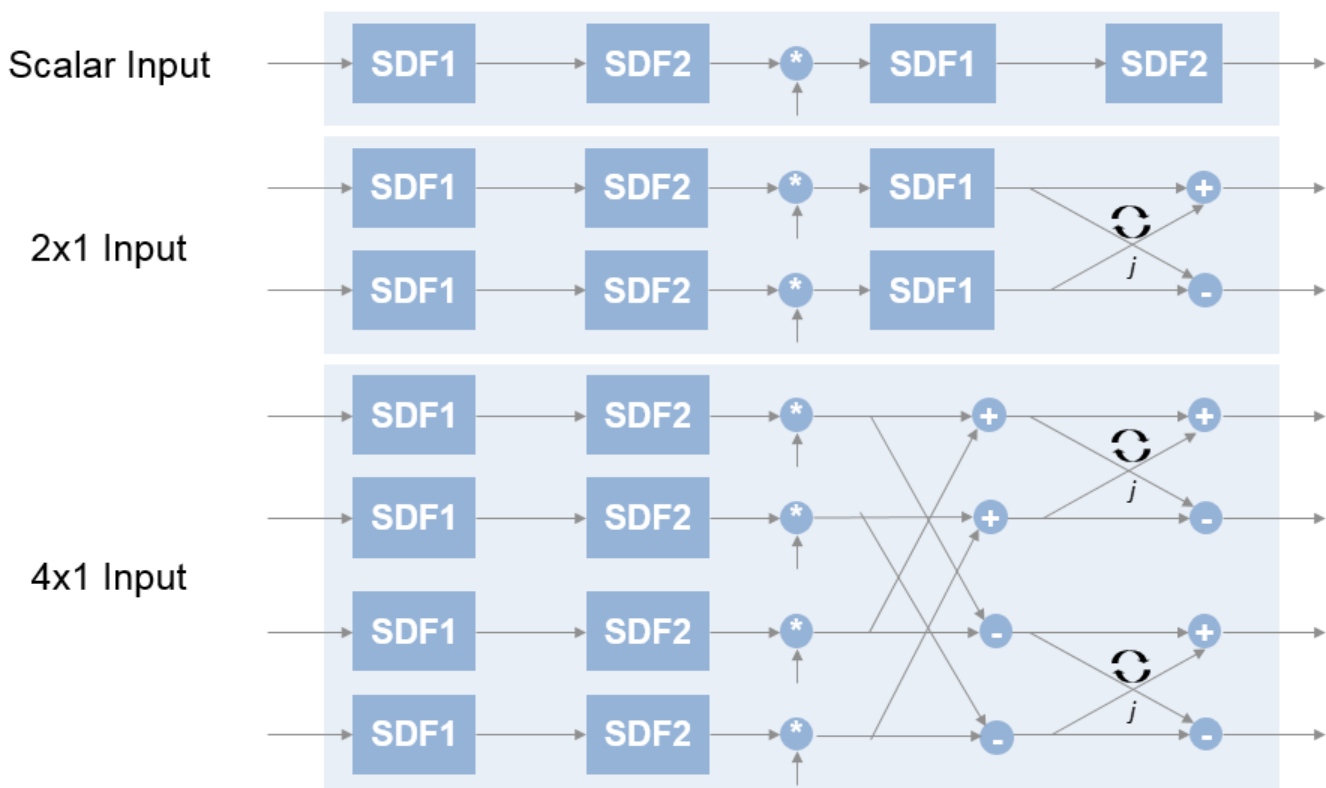 Scalar Input SDF1 SDF2 * SDF1 SDF2
SDF1 SDF2 * SDF1 +
2x1 Input
j
SDF1 SDF2 * SDF1 -
SDF1 SDF2 * + +
j
SDF1 SDF2 * + -
4x1 Input
SDF1 SDF2 * - +
j
SDF1 SDF2 * - -